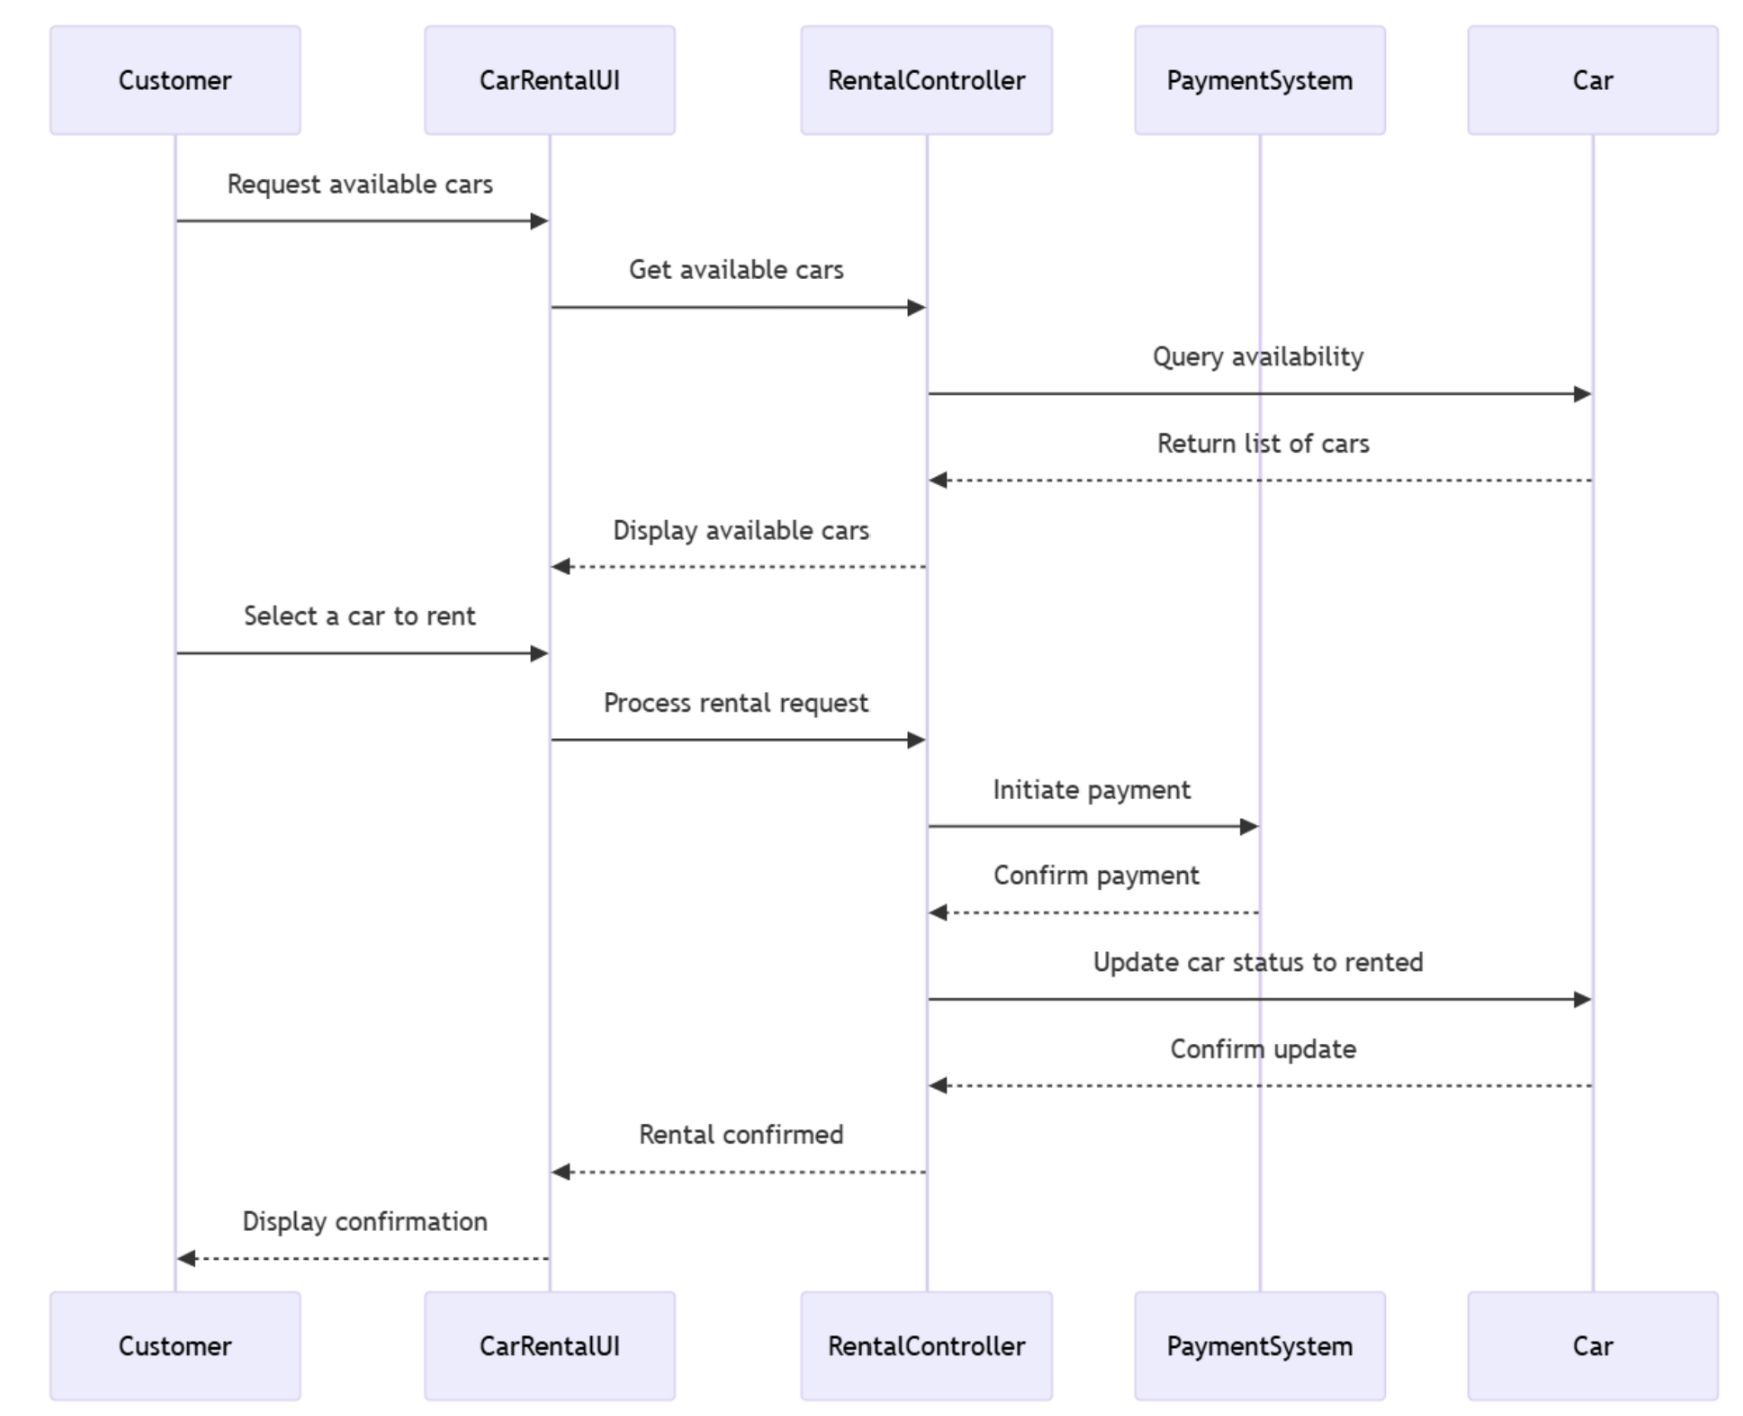 Customer
CarRentalUI
RentalController
PaymentSystem
Car
Request available cars
Get available cars
Query availability
Return list of cars
Display available cars
Select a car to rent
Process rental request
Initiate payment
Confirm payment
Update car status to rented
Confirm update
Rental confirmed
Display confirmation
Customer
CarRentalUI
RentalController
PaymentSystem
Car